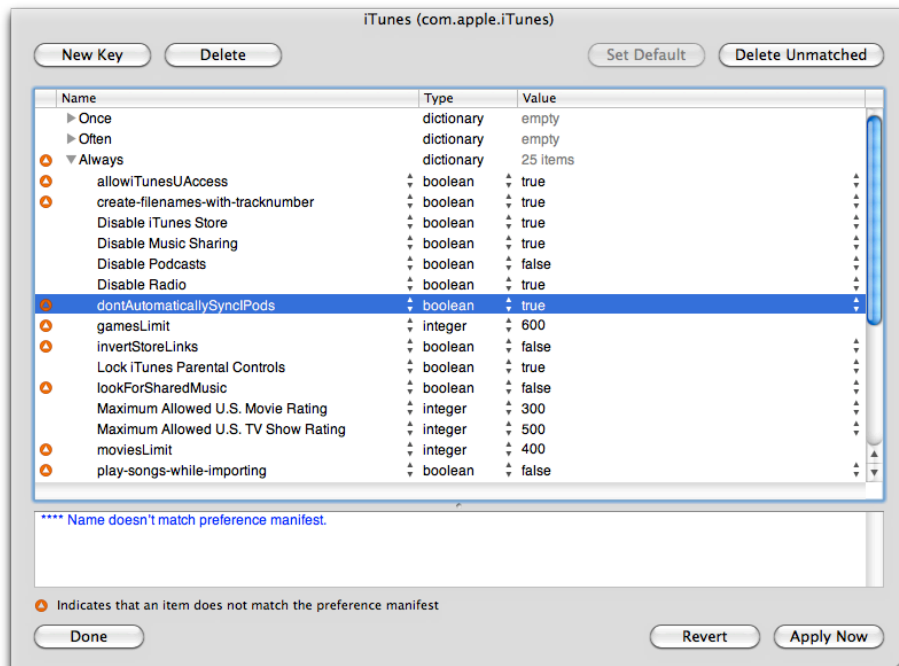 iTunes (com.apple.iTunes)
New Key Delete Set Default Delete Unmatched
Name Type Value
Once dictionary empty
Often dictionary empty
Always dictionary 25 items
allowiTunesUAccess boolean true
create-filenames-with-tracknumber boolean true
Disable iTunes Store boolean true
Disable Music Sharing boolean true
Disable Podcasts boolean false
Disable Radio boolean true
dontAutomaticallySyncIPods boolean true
gamesLimit integer 600
invertStoreLinks boolean false
Lock iTunes Parental Controls boolean true
lookForSharedMusic boolean false
Maximum Allowed U.S. Movie Rating integer 300
Maximum Allowed U.S. TV Show Rating integer 500
moviesLimit integer 400
play-songs-while-importing boolean false
**** Name doesn't match preference manifest.
Indicates that an item does not match the preference manifest
Done Revert Apply Now